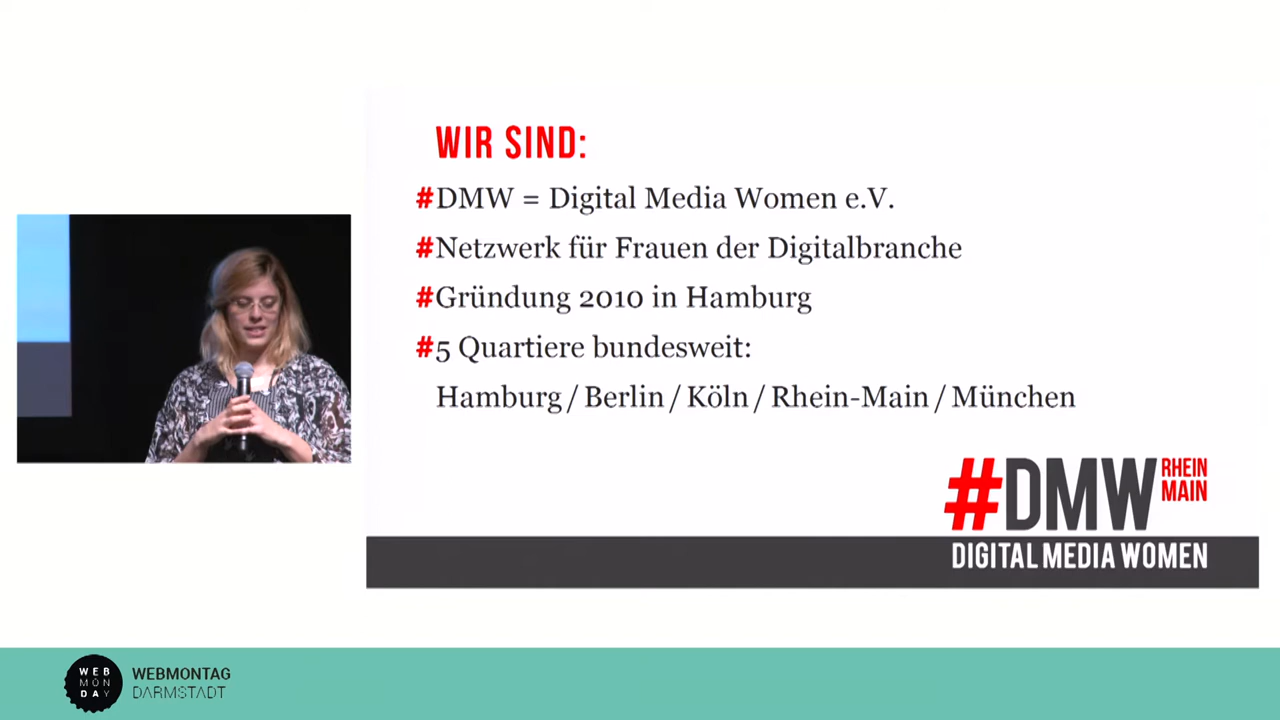 WIR SIND:
#DMW = Digital Media Women e.V.
#Netzwerk für Frauen der Digitalbranche
#Gründung 2010 in Hamburg
#5 Quartiere bundesweit:
Hamburg / Berlin / Köln / Rhein-Main / München
#DMW RHEIN MAIN
DIGITAL MEDIA WOMEN
WEB
MON
DAY
WEBMONTAG
DARMSTADT